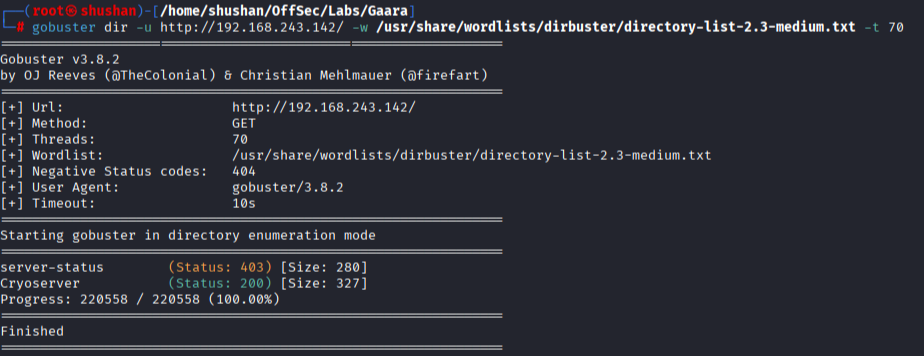 ┌──(root㉿shushan)-[/home/shushan/OffSec/Labs/Gaara]
└─# gobuster dir -u http://192.168.243.142/ -w /usr/share/wordlists/dirbuster/directory-list-2.3-medium.txt -t 70
===============================================================
Gobuster v3.8.2
by OJ Reeves (@TheColonial) & Christian Mehlmauer (@firefart)
===============================================================
[+] Url:                     http://192.168.243.142/
[+] Method:                  GET
[+] Threads:                 70
[+] Wordlist:                /usr/share/wordlists/dirbuster/directory-list-2.3-medium.txt
[+] Negative Status codes:   404
[+] User Agent:              gobuster/3.8.2
[+] Timeout:                 10s
===============================================================
Starting gobuster in directory enumeration mode
===============================================================
server-status        (Status: 403) [Size: 280]
Cryoserver           (Status: 200) [Size: 327]
Progress: 220558 / 220558 (100.00%)
===============================================================
Finished
===============================================================